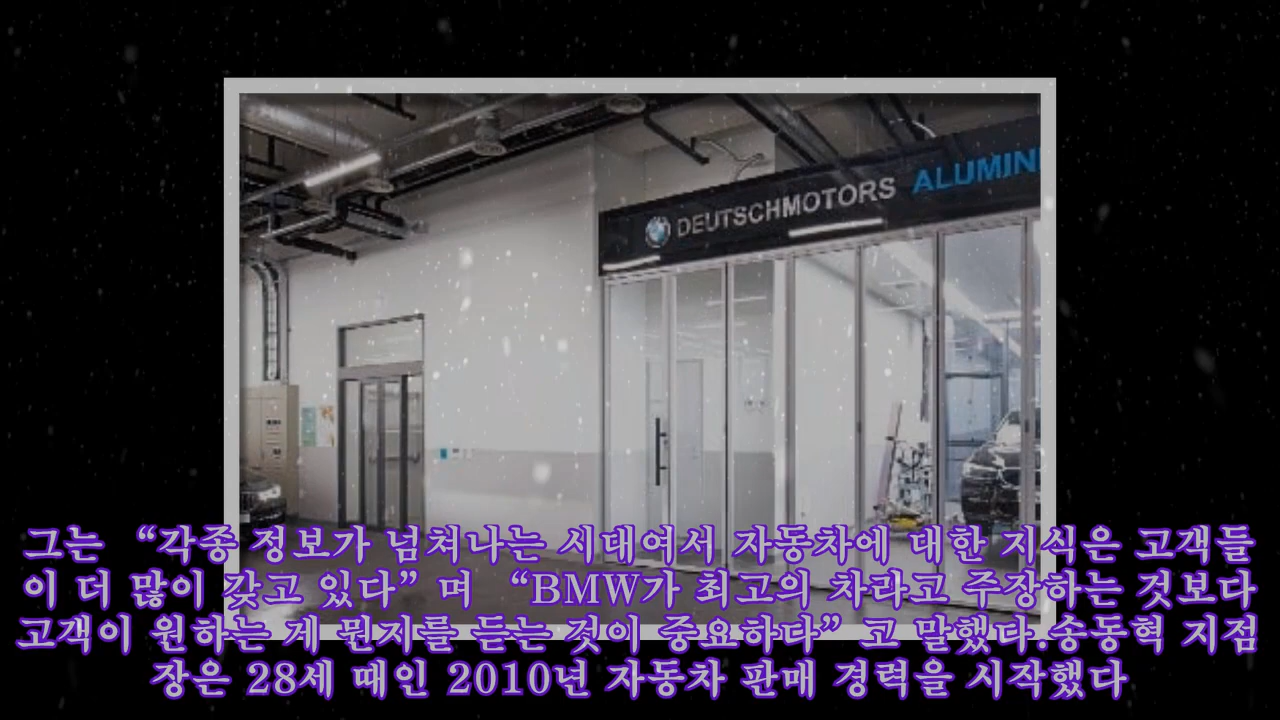 DEUTSCHMOTORS ALUMIN
그는 “각종 정보가 넘쳐나는 시대여서 자동차에 대한 지식은 고객들
이 더 많이 갖고 있다” 며 “BMW가 최고의 차라고 주장하는 것보다
고객이 원하는 게 뭔지를 듣는 것이 중요하다” 고 말했다.송동혁 지점
장은 28세 때인 2010년 자동차 판매 경력을 시작했다